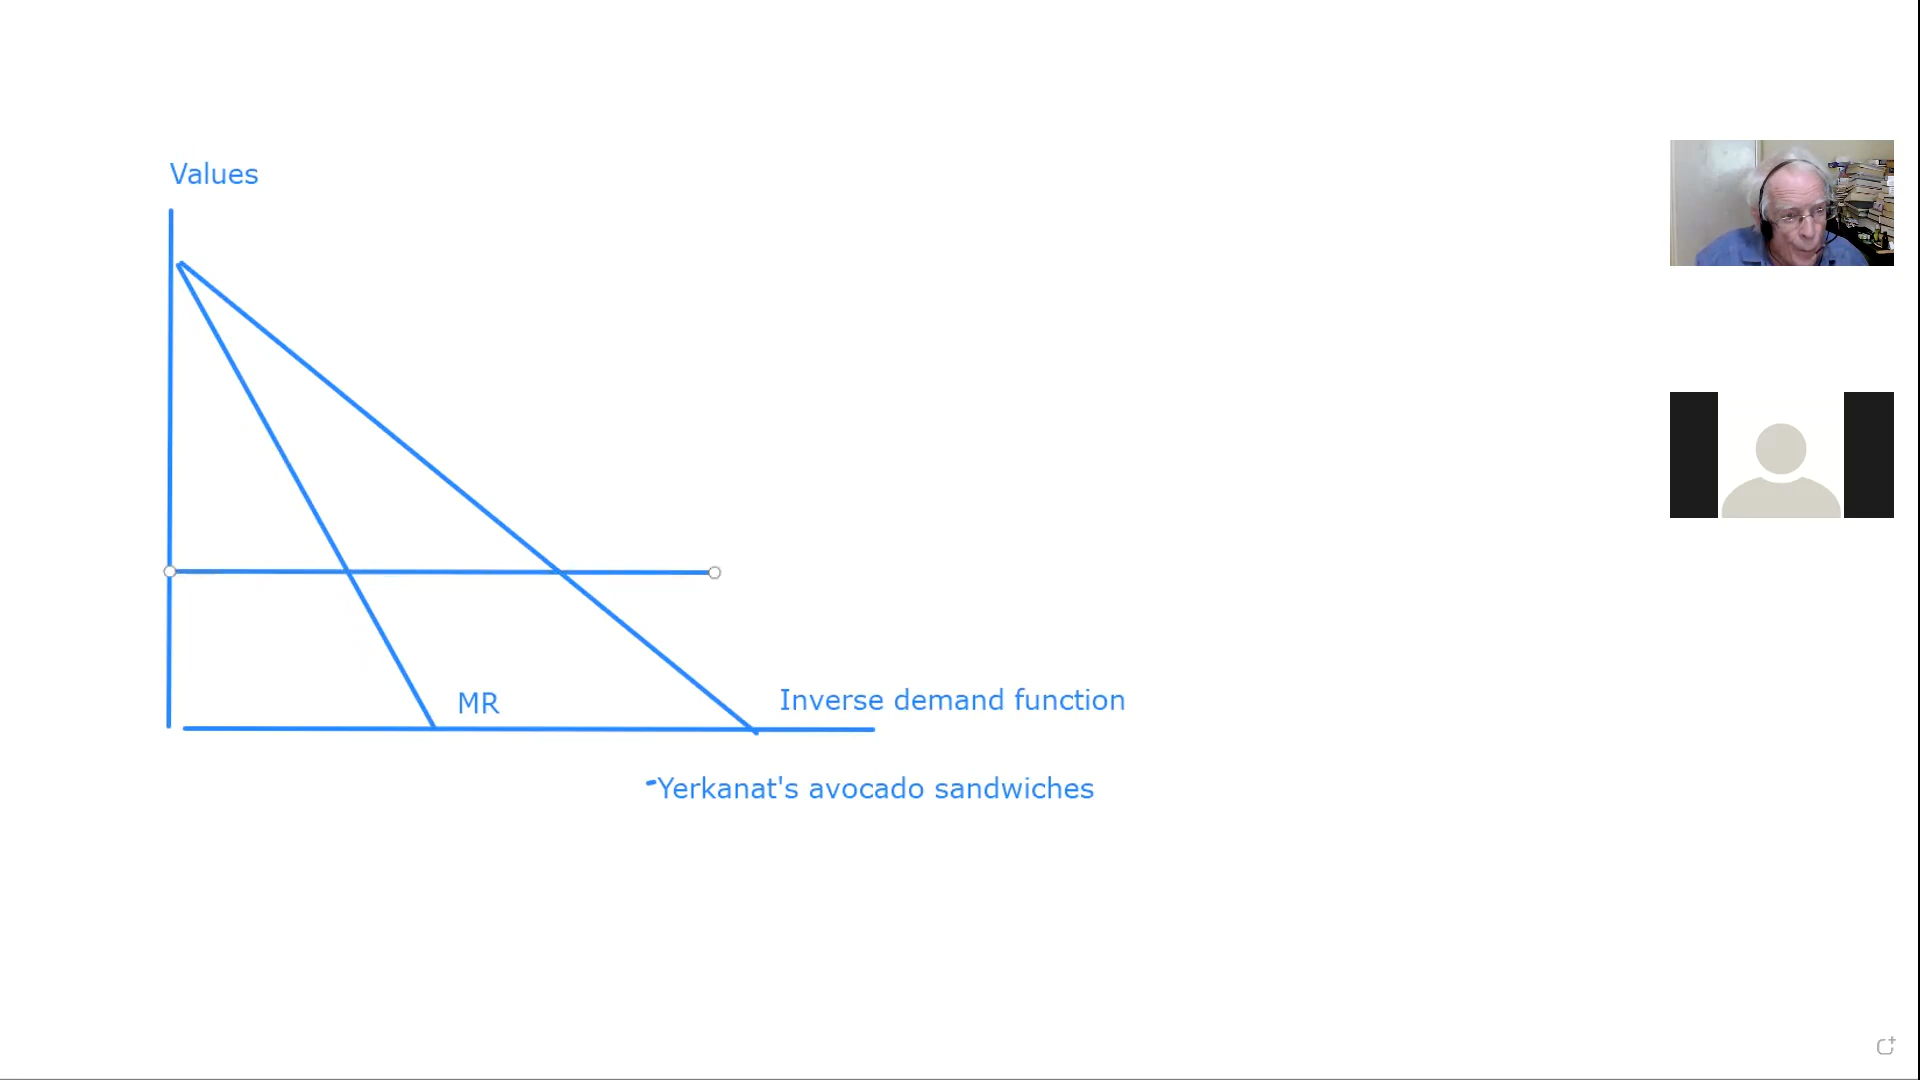 Values
MR
Inverse demand function
Yerkanat's avocado sandwiches